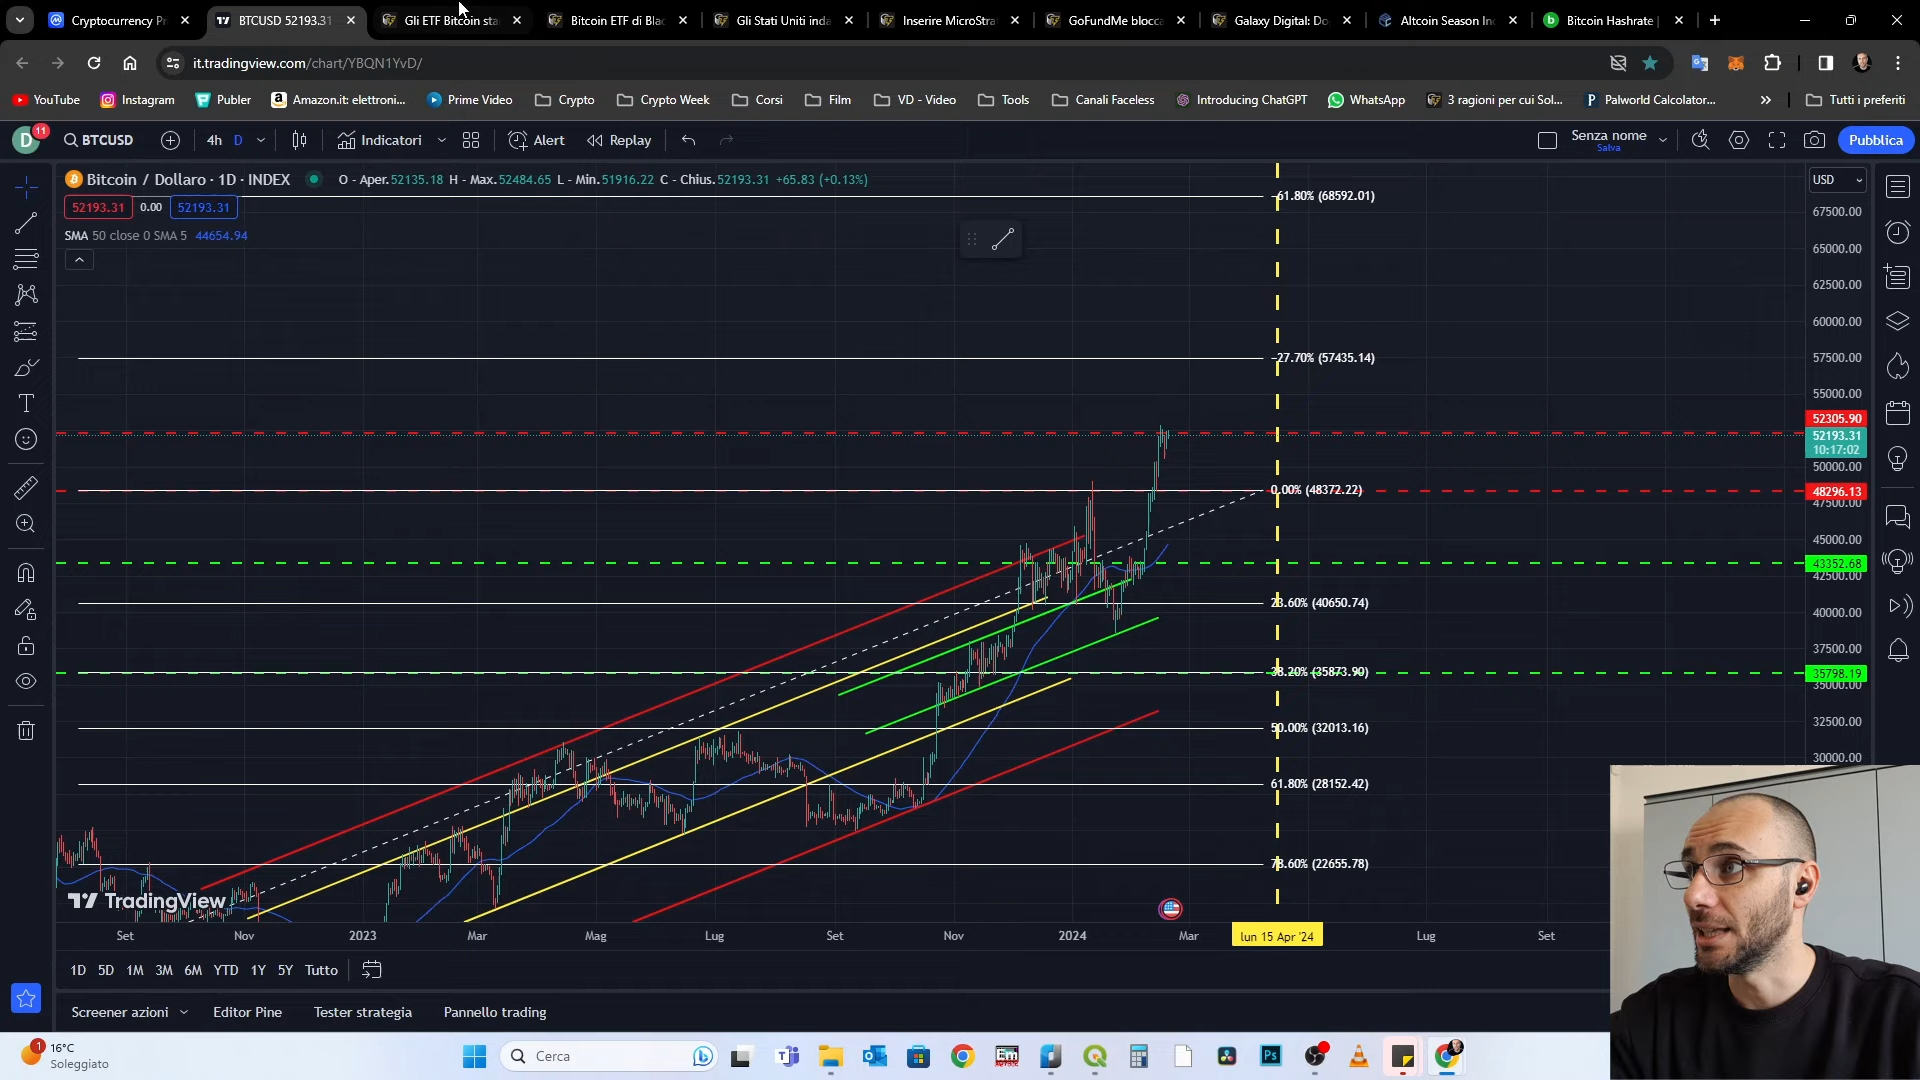 Cryptocurrency Pr
BTCUSD 52193.31
Gli ETF Bitcoin sta
Bitcoin ETF di Bla
Gli Stati Uniti inda
Inserire MicroStra
GoFundMe blocca
Galaxy Digital: Do
Altcoin Season In
Bitcoin Hashrate |
it.tradingview.com/chart/YBQN1YvD/
YouTube
Instagram
Publer
Amazon.it: elettroni...
Prime Video
Crypto
Crypto Week
Corsi
Film
VD - Video
Tools
Canali Faceless
Introducing ChatGPT
WhatsApp
3 ragioni per cui Sol...
Palworld Calcolator...
»
Tutti i preferiti
D
11
BTCUSD
4h
D
Indicatori
Alert
Replay
Senza nome
Salva
Pubblica
Bitcoin / Dollaro · 1D · INDEX
O - Aper.52135.18 H - Max.52484.65 L - Min.51916.22 C - Chius.52193.31 +65.83 (+0.13%)
52193.31
0.00
52193.31
SMA 50 close 0 SMA 5 44654.94
USD
-61.80% (68592.01)
-27.70% (57435.14)
0.00% (48372.22)
23.60% (40650.74)
38.20% (35873.90)
50.00% (32013.16)
61.80% (28152.42)
78.60% (22655.78)
67500.00
65000.00
62500.00
60000.00
57500.00
55000.00
52305.90
52193.31
10:17:02
50000.00
48296.13
47500.00
45000.00
43352.68
42500.00
40000.00
37500.00
35798.19
35000.00
32500.00
30000.00
TradingView
Set
Nov
2023
Mar
Mag
Lug
Set
Nov
2024
Mar
lun 15 Apr '24
Lug
Set
1D 5D 1M 3M 6M YTD 1Y 5Y Tutto
Screener azioni
Editor Pine
Tester strategia
Pannello trading
1
16°C
Soleggiato
Cerca
Ps